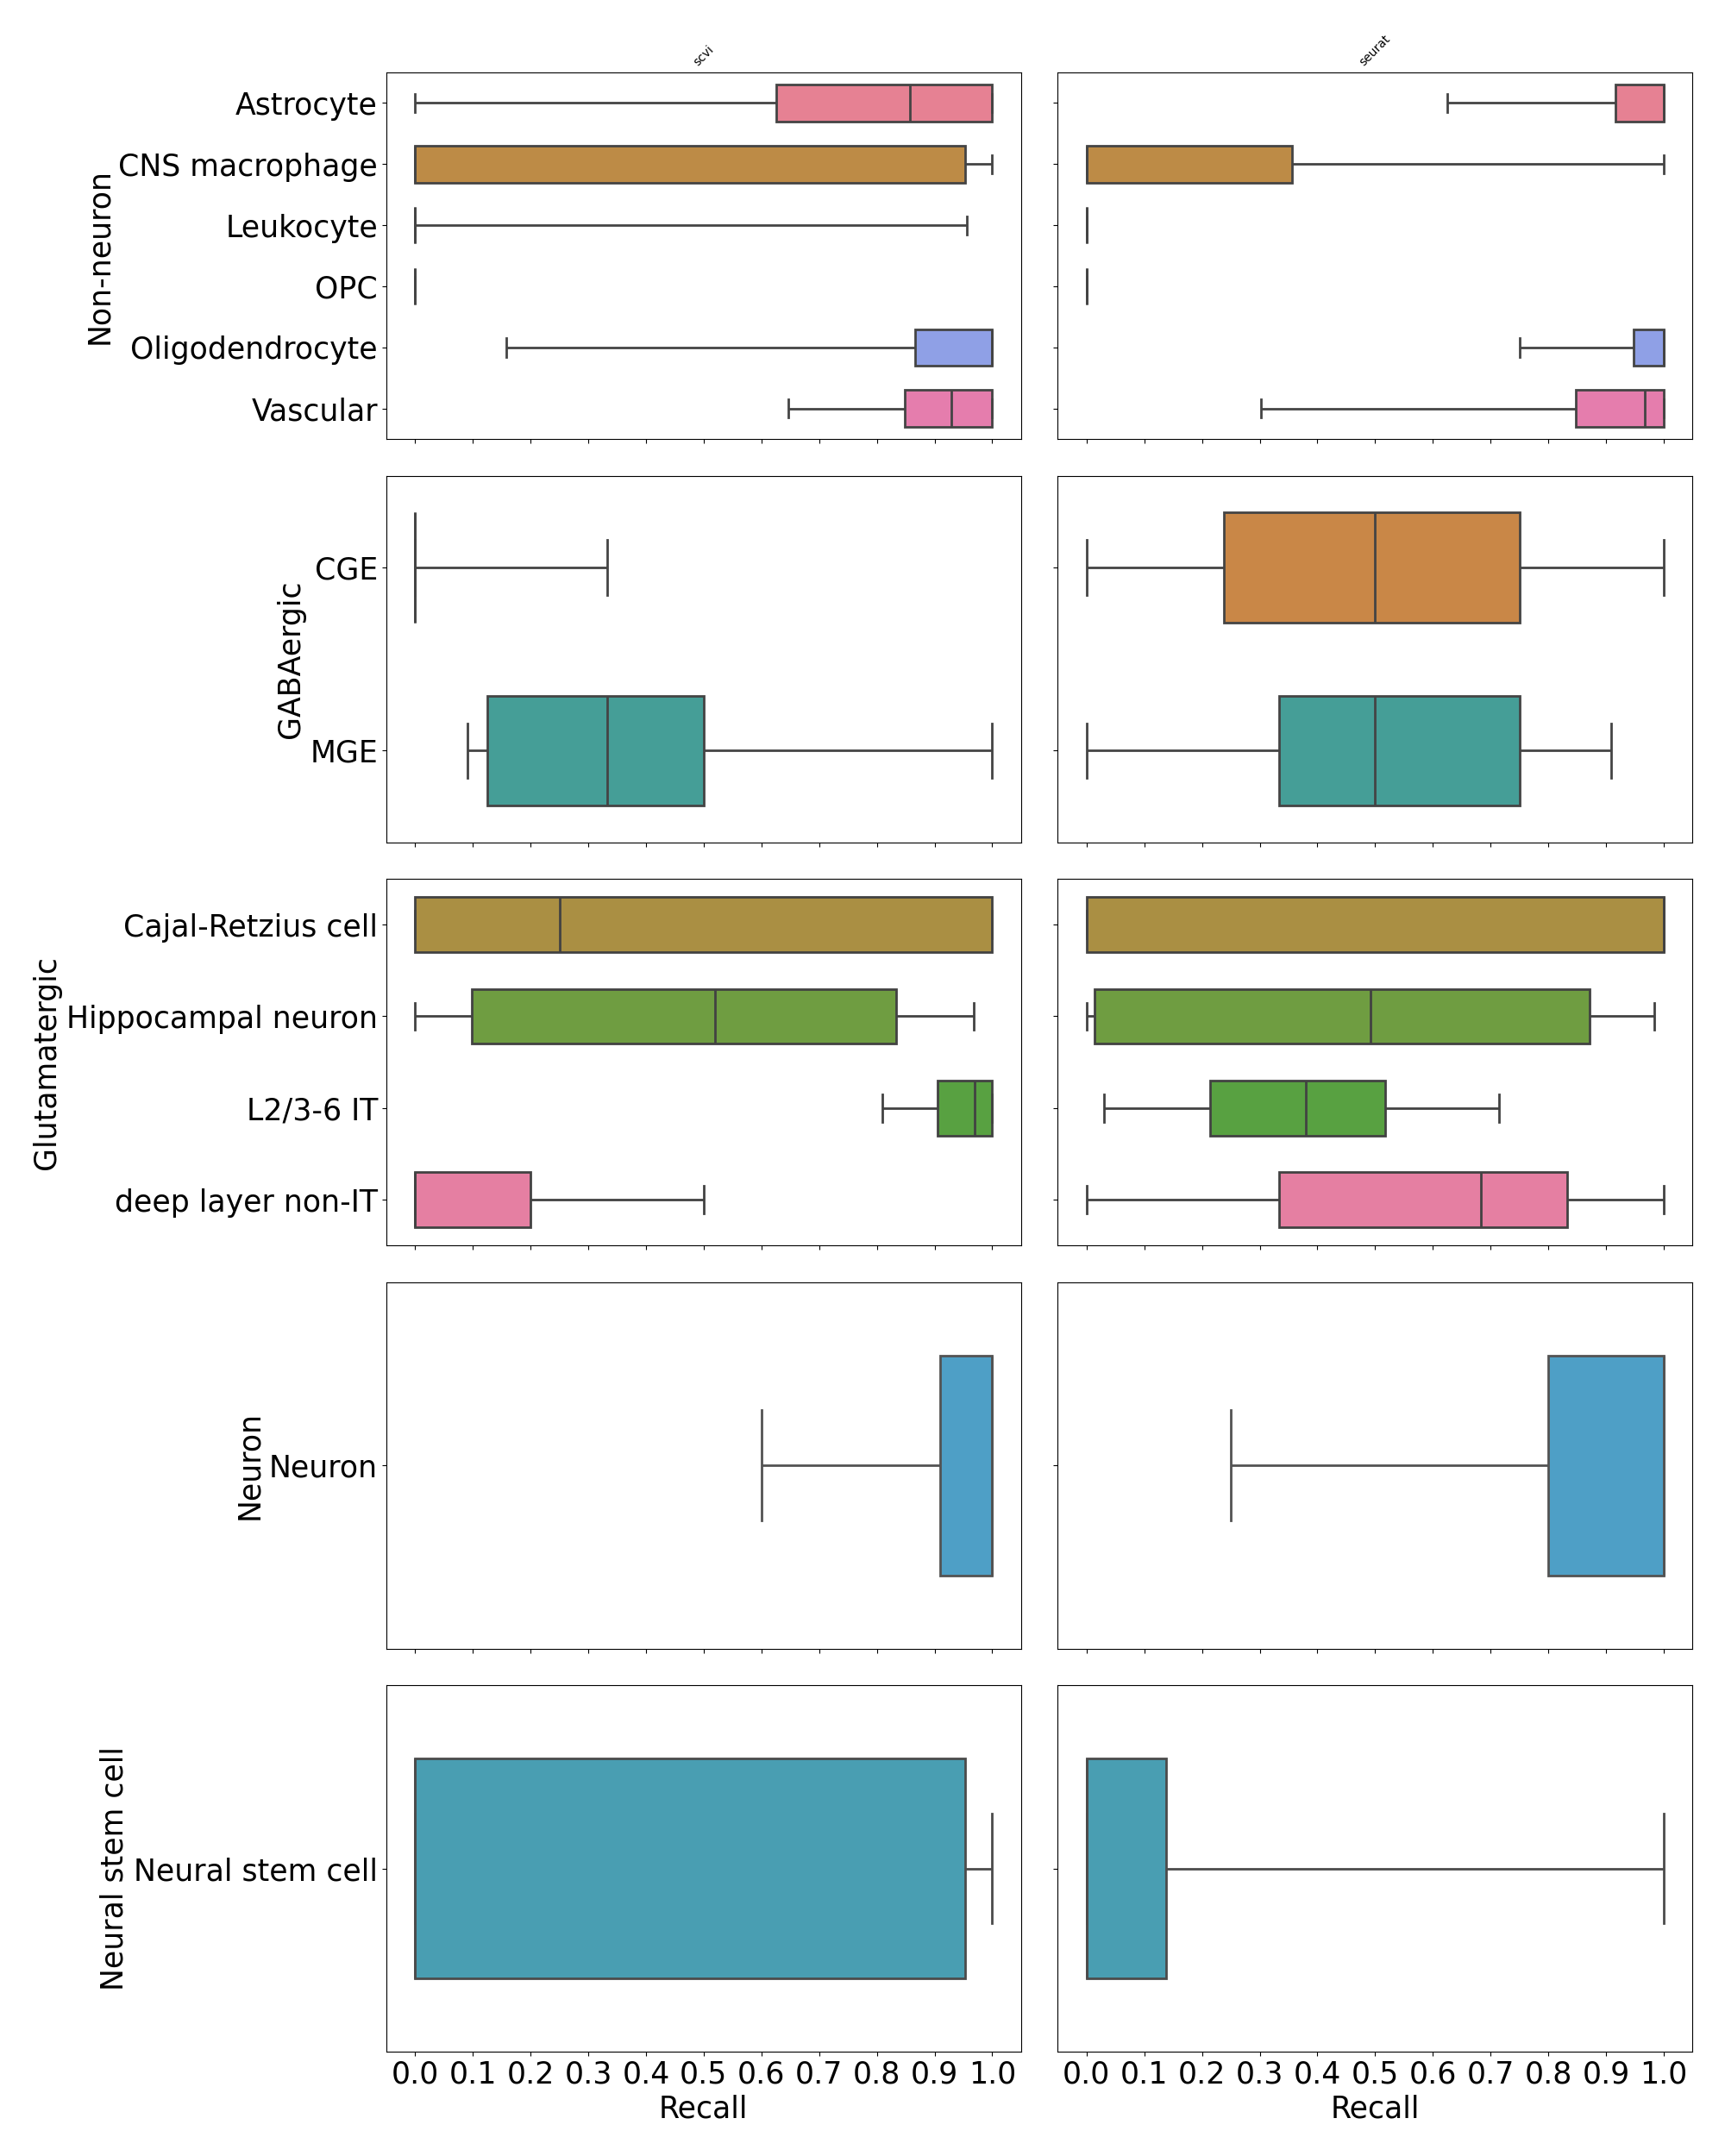 scvi
seurat
Non-neuron
Astrocyte
CNS macrophage
Leukocyte
OPC
Oligodendrocyte
Vascular
GABAergic
CGE
MGE
Glutamatergic
Cajal-Retzius cell
Hippocampal neuron
L2/3-6 IT
deep layer non-IT
Neuron
Neuron
Neural stem cell
Neural stem cell
0.0 0.1 0.2 0.3 0.4 0.5 0.6 0.7 0.8 0.9 1.0
Recall
0.0 0.1 0.2 0.3 0.4 0.5 0.6 0.7 0.8 0.9 1.0
Recall